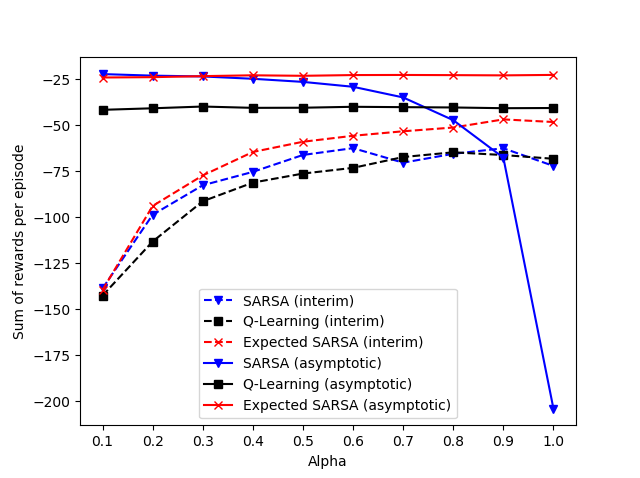 −25
−50
−75
−100
−125
−150
−175
−200
Sum of rewards per episode
SARSA (interim)
Q-Learning (interim)
Expected SARSA (interim)
SARSA (asymptotic)
Q-Learning (asymptotic)
Expected SARSA (asymptotic)
0.1 0.2 0.3 0.4 0.5 0.6 0.7 0.8 0.9 1.0
Alpha